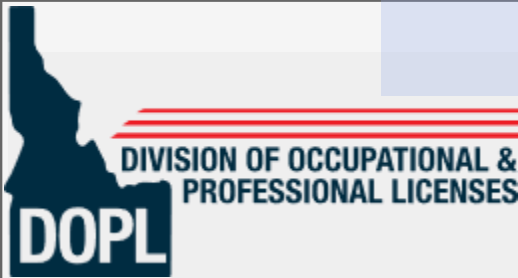 DIVISION OF OCCUPATIONAL &
PROFESSIONAL LICENSES
DOPL